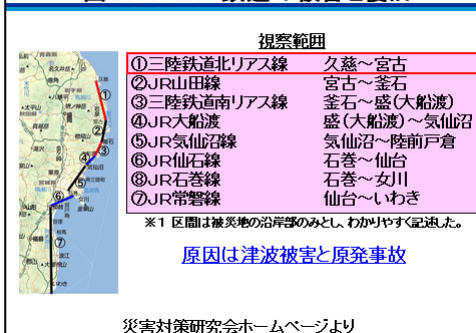 視察範囲
①三陸鉄道北リアス線 久慈～宮古
②JR山田線 宮古～釜石
③三陸鉄道南リアス線 釜石～盛(大船渡)
④JR大船渡 盛(大船渡)～気仙沼
⑤JR気仙沼線 気仙沼～陸前戸倉
⑥JR仙石線 石巻～仙台
⑦JR石巻線 石巻～女川
⑦JR常磐線 仙台～いわき
※1 区間は被災地の沿岸部のみとし、わかりやすく記述した。
原因は津波被害と原発事故
災害対策研究会ホームページより
①
②
③
④
⑤
⑥
⑦